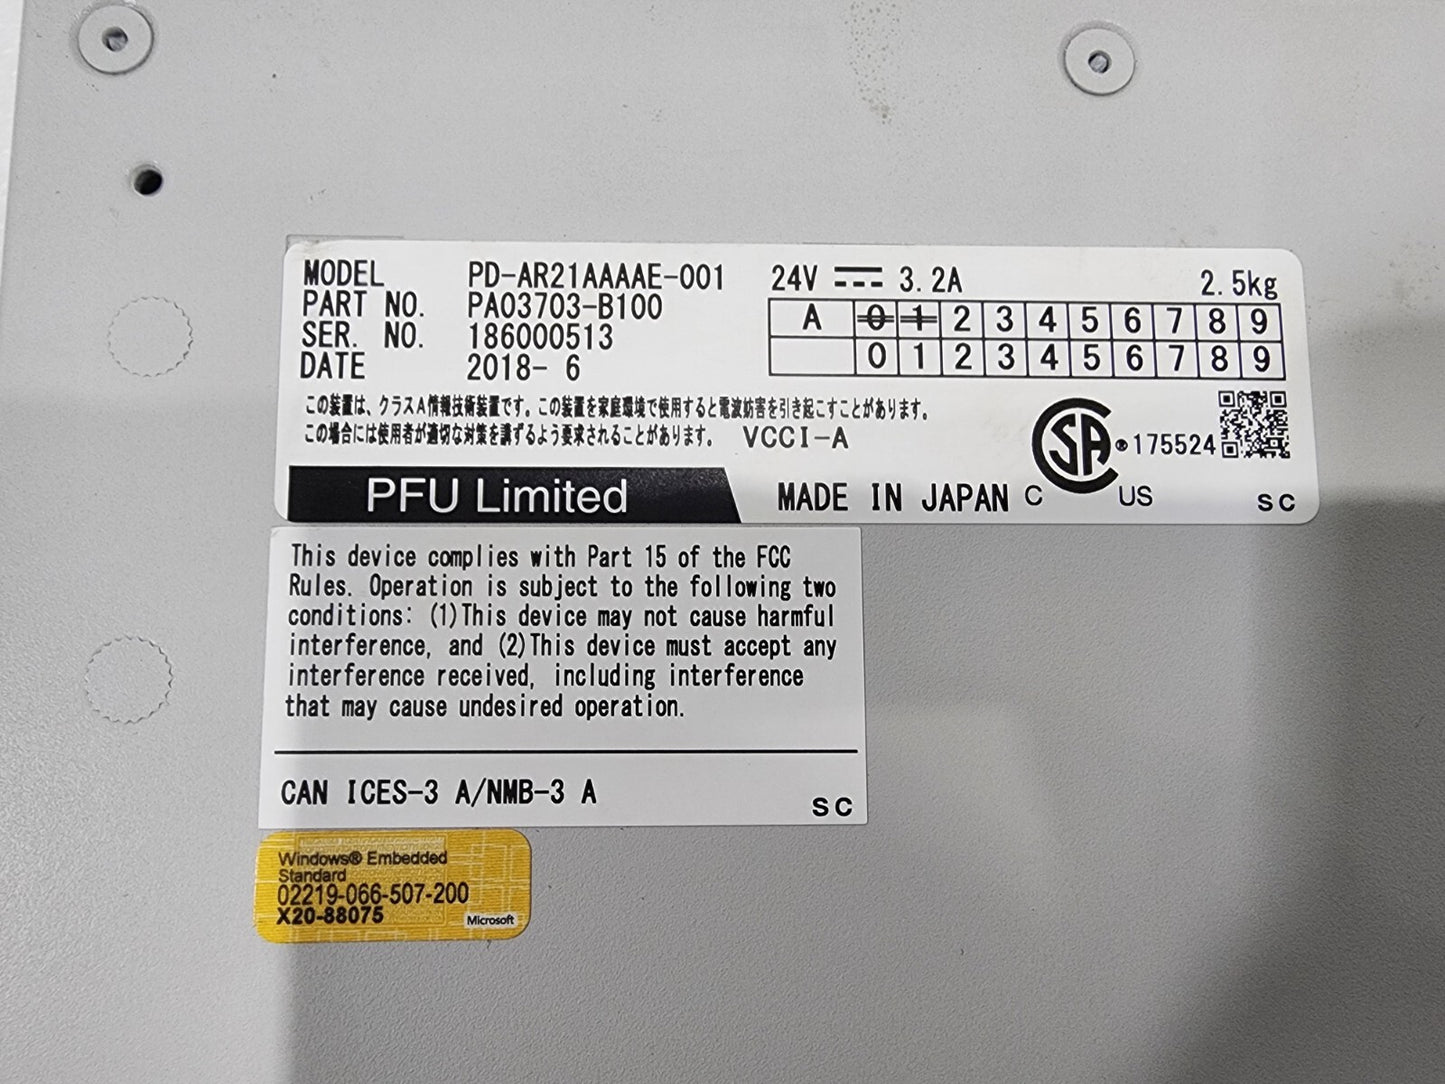 MODEL PD-AR21AAAAE-001
PART NO. PA03703-B100
SER. NO. 186000513
DATE 2018- 6
24V 3.2A 2.5kg
A 0 1 2 3 4 5 6 7 8 9
0 1 2 3 4 5 6 7 8 9
この装置は、クラスA情報技術装置です。この装置を家庭環境で使用すると電波妨害を引き起こすことがあります。
この場合には使用者が適切な対策を講ずるよう要求されることがあります。 VCCI-A
SA ® 175524
PFU Limited MADE IN JAPAN C US SC
This device complies with Part 15 of the FCC
Rules. Operation is subject to the following two
conditions: (1)This device may not cause harmful
interference, and (2)This device must accept any
interference received, including interference
that may cause undesired operation.
CAN ICES-3 A/NMB-3 A
SC
Windows® Embedded
Standard
02219-066-507-200
X20-88075
Microsoft